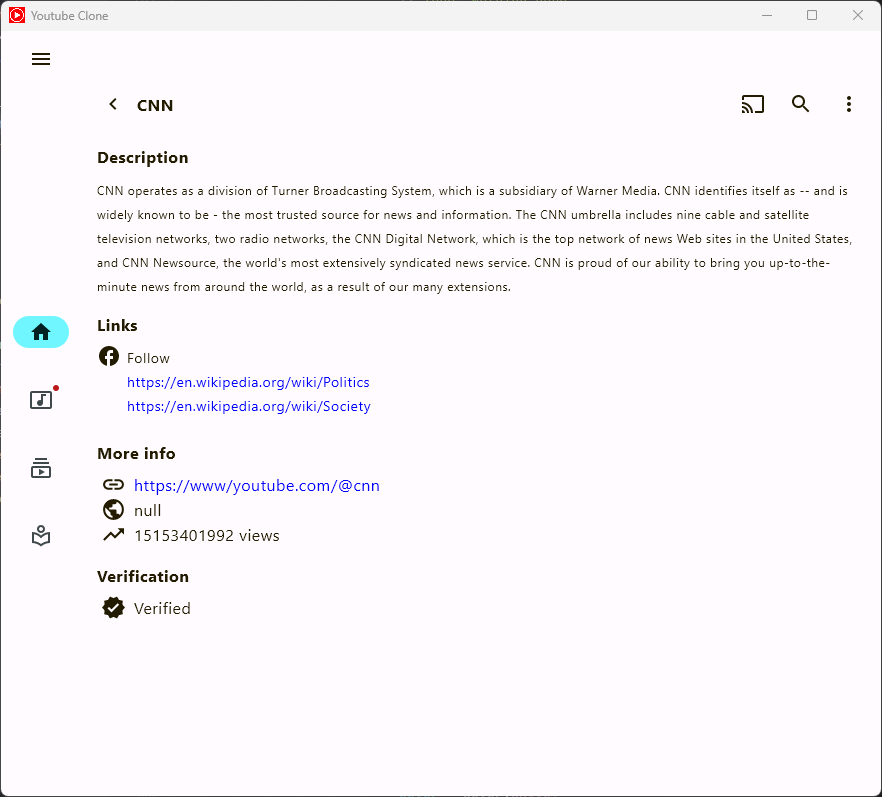 Youtube Clone
CNN
Description
CNN operates as a division of Turner Broadcasting System, which is a subsidiary of Warner Media. CNN identifies itself as -- and is
widely known to be - the most trusted source for news and information. The CNN umbrella includes nine cable and satellite
television networks, two radio networks, the CNN Digital Network, which is the top network of news Web sites in the United States,
and CNN Newsource, the world's most extensively syndicated news service. CNN is proud of our ability to bring you up-to-the-
minute news from around the world, as a result of our many extensions.
Links
Follow
https://en.wikipedia.org/wiki/Politics
https://en.wikipedia.org/wiki/Society
More info
https://www/youtube.com/@cnn
null
15153401992 views
Verification
Verified